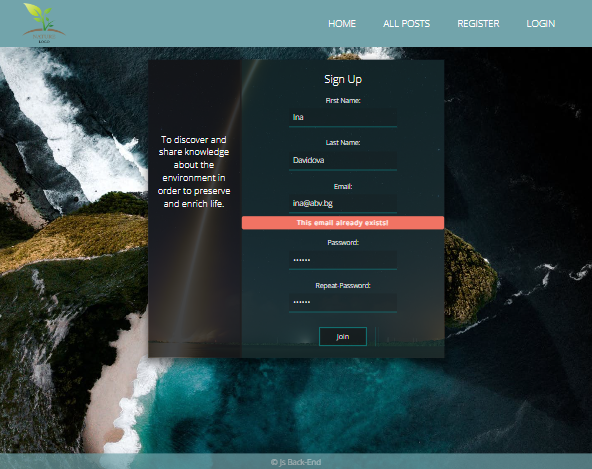 HOME ALL POSTS REGISTER LOGIN
Sign Up
First Name:
Ina
Last Name:
Davidova
Email:
ina@abv.bg
This email already exists!
Password:
••••••
Repeat-Password:
••••••
Join
To discover and
share knowledge
about the
environment in
order to preserve
and enrich life.
© Js Back-End